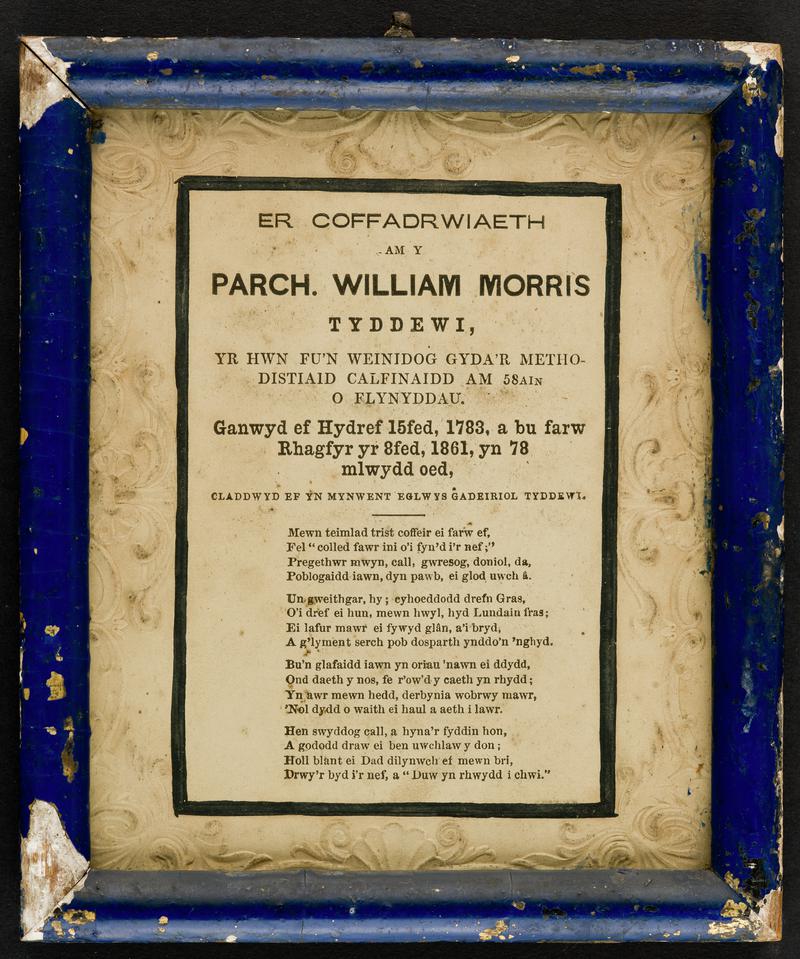 ER COFFADRWIAETH
AM Y
PARCH. WILLIAM MORRIS
TYDDEWI,
YR HWN FU'N WEINIDOG GYDA'R METHO-
DISTIAID CALFINAIDD AM 58AIN
O FLYNYDDAU.
Ganwyd ef Hydref 15fed, 1783, a bu farw
Rhagfyr yr 8fed, 1861, yn 78
mlwydd oed,
CLADDWYD EF YN MYNWENT EGLWYS GADEIRIOL TYDDEWI.
Mewn teimlad trist coffeir ei farw ef,
Fel "colled fawr ini o'i fyn'd i'r nef;"
Pregethwr mwyn, call, gwresog, doniol, da,
Poblogaidd iawn, dyn pawb, ei glod uwch â.
Un gweithgar, hy; cyhoeddodd drefn Gras,
O'i dref ei hun, mewn hwyl, hyd Lundain fras;
Ei lafur mawr ei fywyd glân, a'i bryd,
A g'lyment serch pob dosparth ynddo'n 'nghyd.
Bu'n glafaidd iawn yn oriau 'nawn ei ddydd,
Ond daeth y nos, fe r'ow'd y caeth yn rhydd;
Yn awr mewn hedd, derbynia wobrwy mawr,
'Nol dydd o waith ei haul a aeth i lawr.
Hen swyddog call, a hyna'r fyddin hon,
A gododd draw ei ben uwchlaw y don;
Holl blant ei Dad dilynwch ef mewn bri,
Drwy'r byd i'r nef, a "Duw yn rhwydd i chwi."